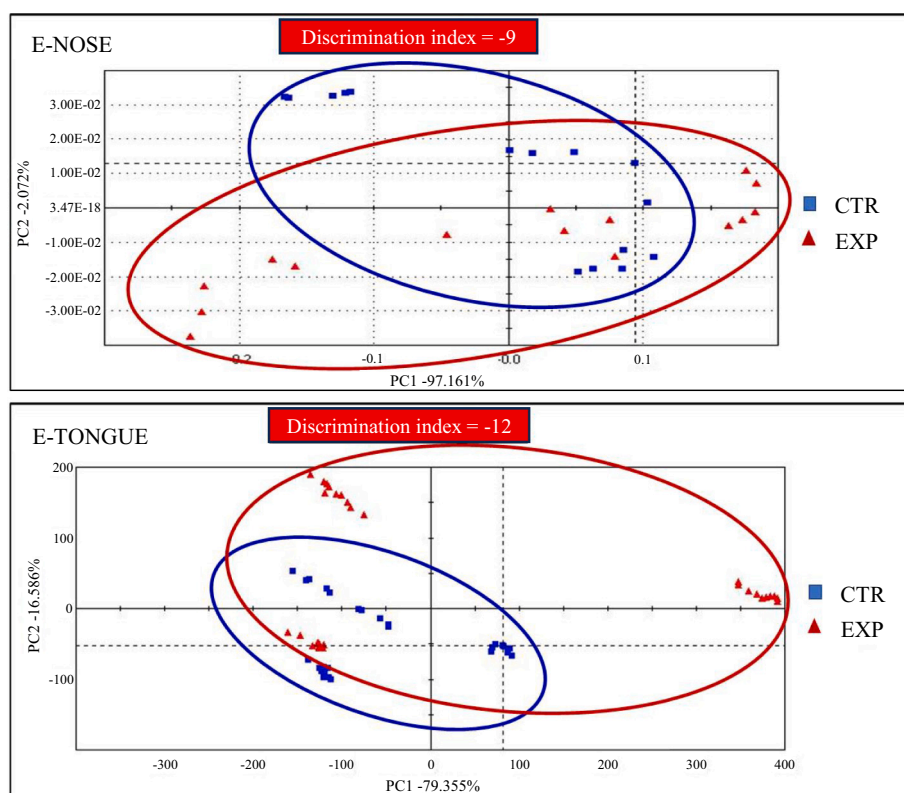 Discrimination index = -9
E-NOSE
3.00E-02
2.00E-02
1.00E-02
3.47E-18
-1.00E-02
-2.00E-02
-3.00E-02
PC2 -2.072%
-0.2
-0.1
-0.0
0.1
PC1 -97.161%
CTR
EXP
Discrimination index = -12
E-TONGUE
200
100
0
-100
-200
PC2 -16.586%
-300
-200
-100
0
100
200
300
400
PC1 -79.355%
CTR
EXP